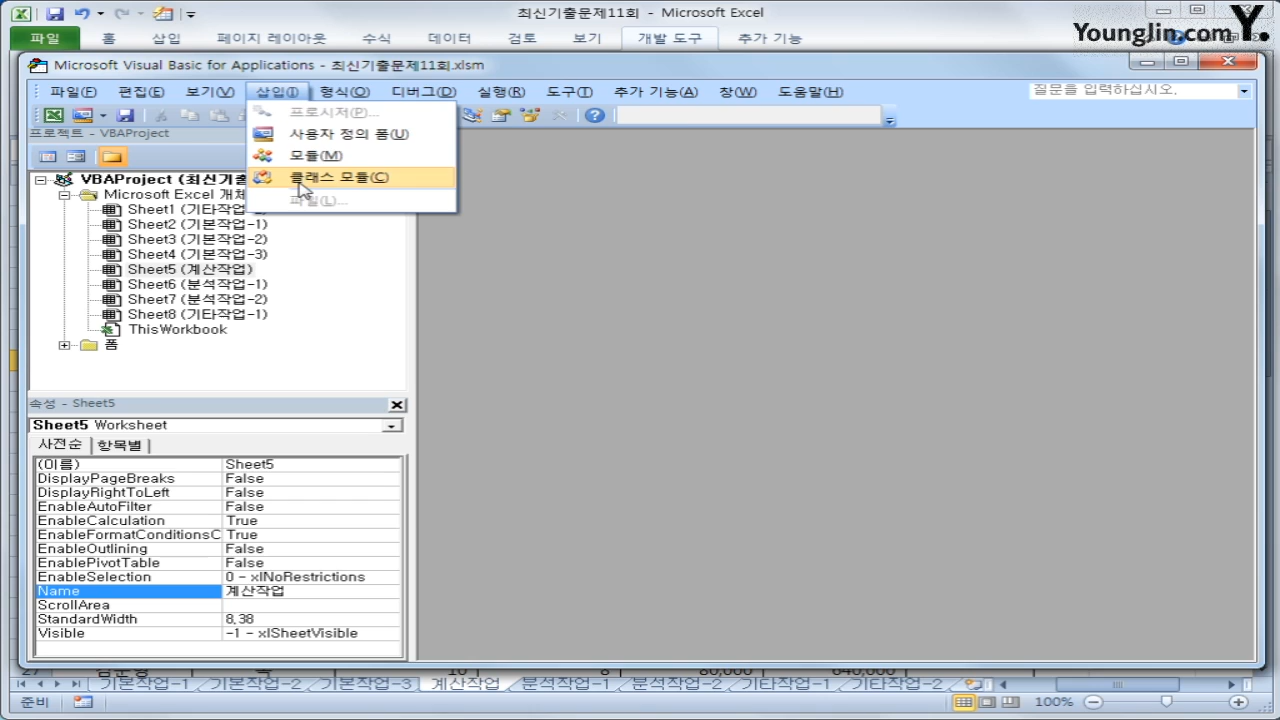 최신기출문제11회 - Microsoft Excel
파일 홈 삽입 페이지 레이아웃 수식 데이터 검토 보기 개발 도구 추가 기능
YoungJin.com Y.
Microsoft Visual Basic for Applications - 최신기출문제11회.xlsm
파일(F) 편집(E) 보기(V) 삽입(I) 형식(O) 디버그(D) 실행(R) 도구(T) 추가 기능(A) 창(W) 도움말(H) 질문을 입력하십시오.
프로시저(P)...
사용자 정의 폼(U)
모듈(M)
클래스 모듈(C)
파일(L)...
프로젝트 - VBAProject
VBAProject (최신기출
Microsoft Excel 개체
Sheet1 (기타작업-2)
Sheet2 (기본작업-1)
Sheet3 (기본작업-2)
Sheet4 (기본작업-3)
Sheet5 (계산작업)
Sheet6 (분석작업-1)
Sheet7 (분석작업-2)
Sheet8 (기타작업-1)
ThisWorkbook
폼
속성 - Sheet5
Sheet5 Worksheet
사전순 항목별
(이름) Sheet5
DisplayPageBreaks False
DisplayRightToLeft False
EnableAutoFilter False
EnableCalculation True
EnableFormatConditionsC True
EnableOutlining False
EnablePivotTable False
EnableSelection 0 - xlNoRestrictions
Name 계산작업
ScrollArea
StandardWidth 8.38
Visible -1 - xlSheetVisible
기본작업-1 기본작업-2 기본작업-3 계산작업 분석작업-1 분석작업-2 기타작업-1 기타작업-2
준비 100%